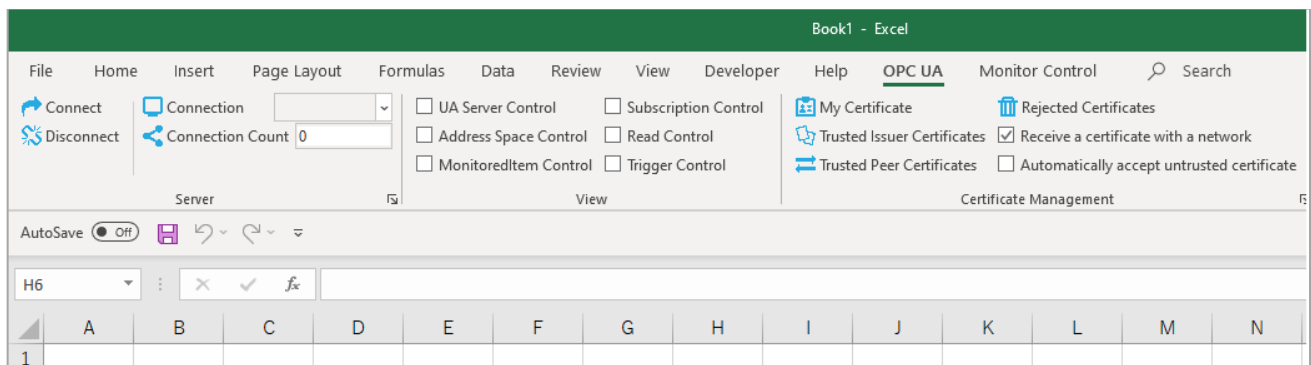 Book1 - Excel
File Home Insert Page Layout Formulas Data Review View Developer Help OPC UA Monitor Control Search
Connect Connection UA Server Control Subscription Control My Certificate Rejected Certificates
Disconnect Connection Count 0 Address Space Control Read Control Trusted Issuer Certificates Receive a certificate with a network
MonitoredItem Control Trigger Control Trusted Peer Certificates Automatically accept untrusted certificate
Server View Certificate Management
AutoSave Off
H6 fx
A B C D E F G H I J K L M N
1